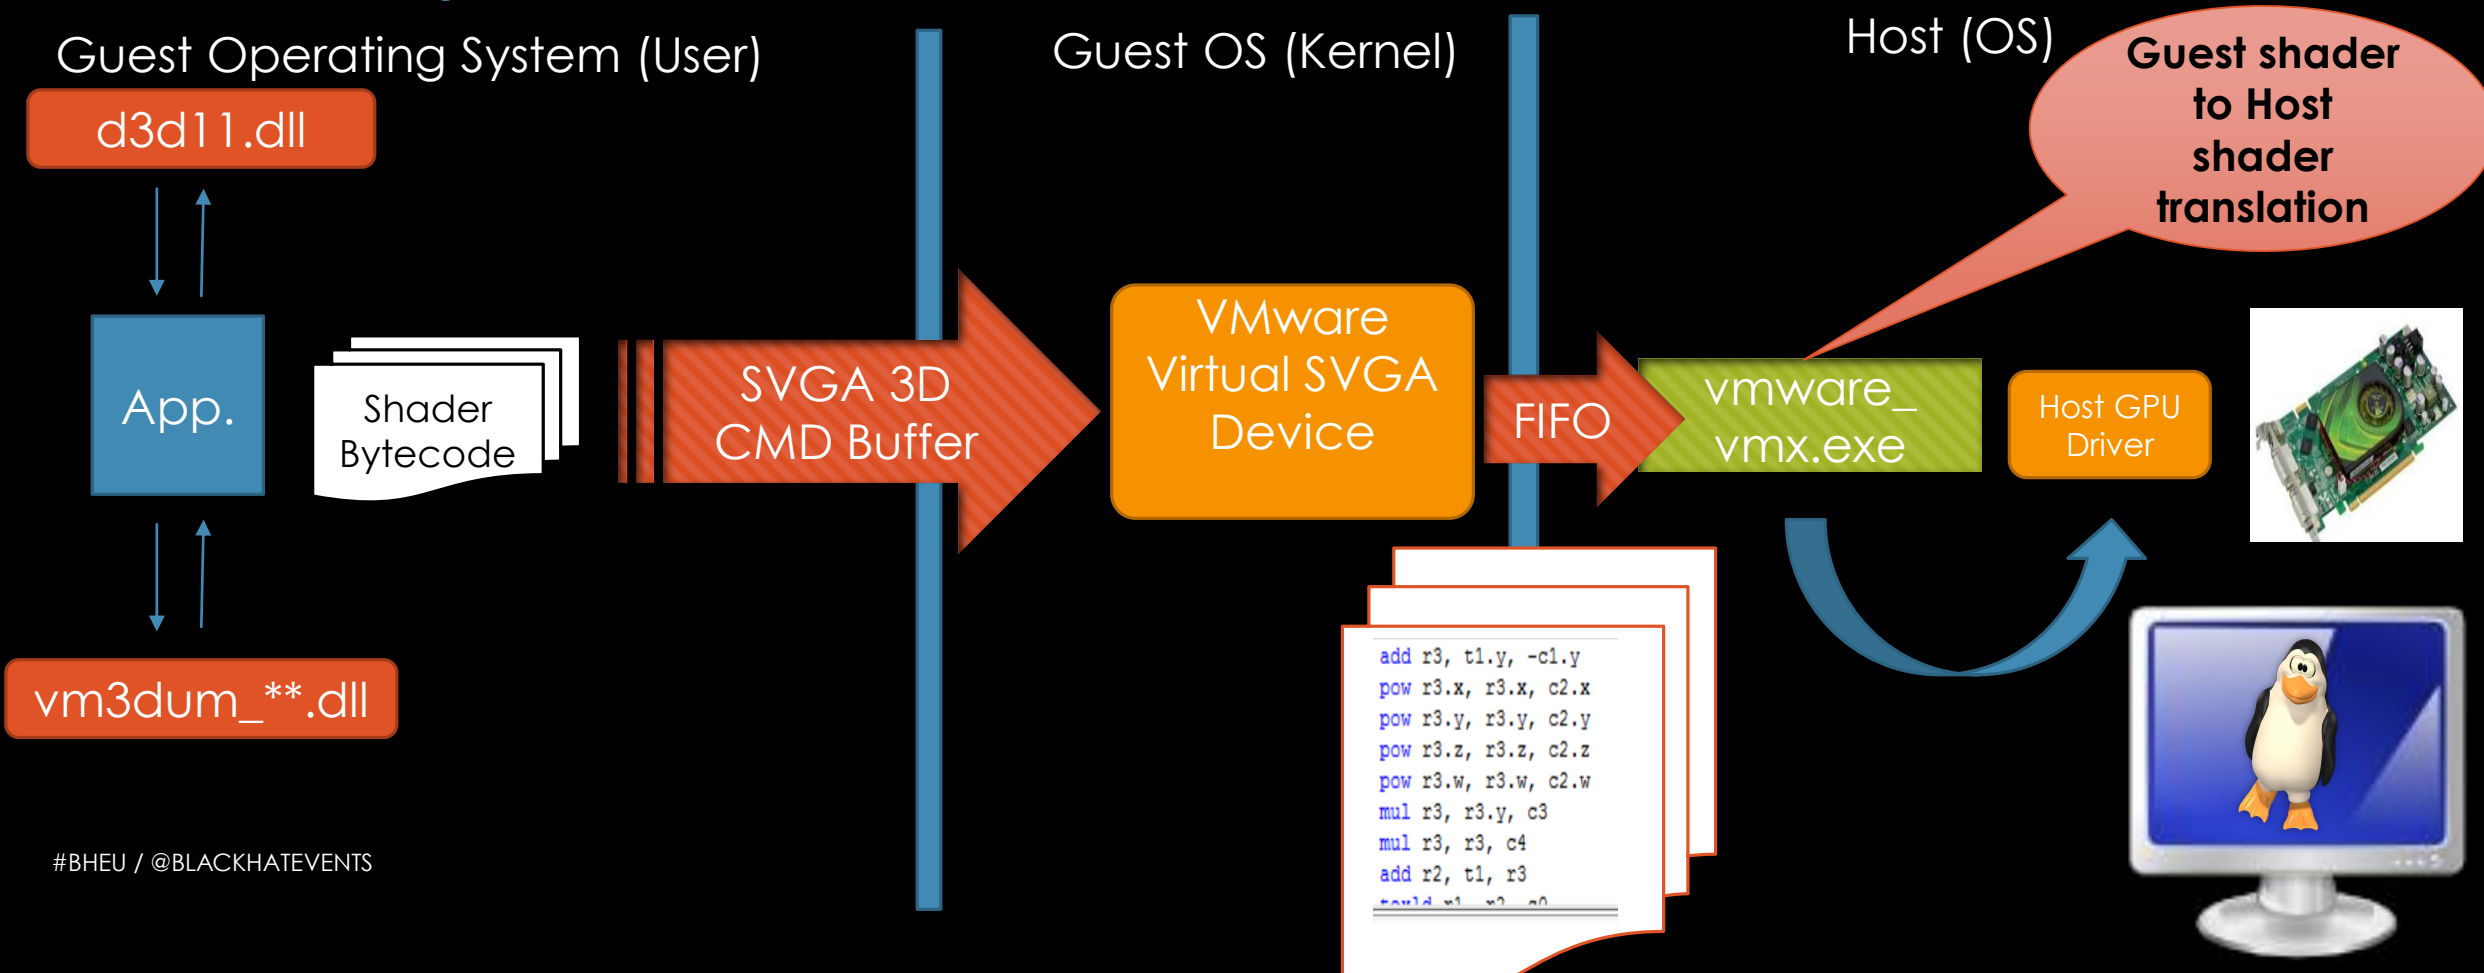 Guest Operating System (User)
Guest OS (Kernel)
Host (OS)
Guest shader
to Host
shader
translation
d3d11.dll
App.
Shader
Bytecode
SVGA 3D
CMD Buffer
VMware
Virtual SVGA
Device
FIFO
vmware_
vmx.exe
Host GPU
Driver
vm3dum_**.dll
add r3, t1.y, -c1.y
pow r3.x, r3.x, c2.x
pow r3.y, r3.y, c2.y
pow r3.z, r3.z, c2.z
pow r3.w, r3.w, c2.w
mul r3, r3.y, c3
mul r3, r3, c4
add r2, t1, r3
#BHEU / @BLACKHATEVENTS